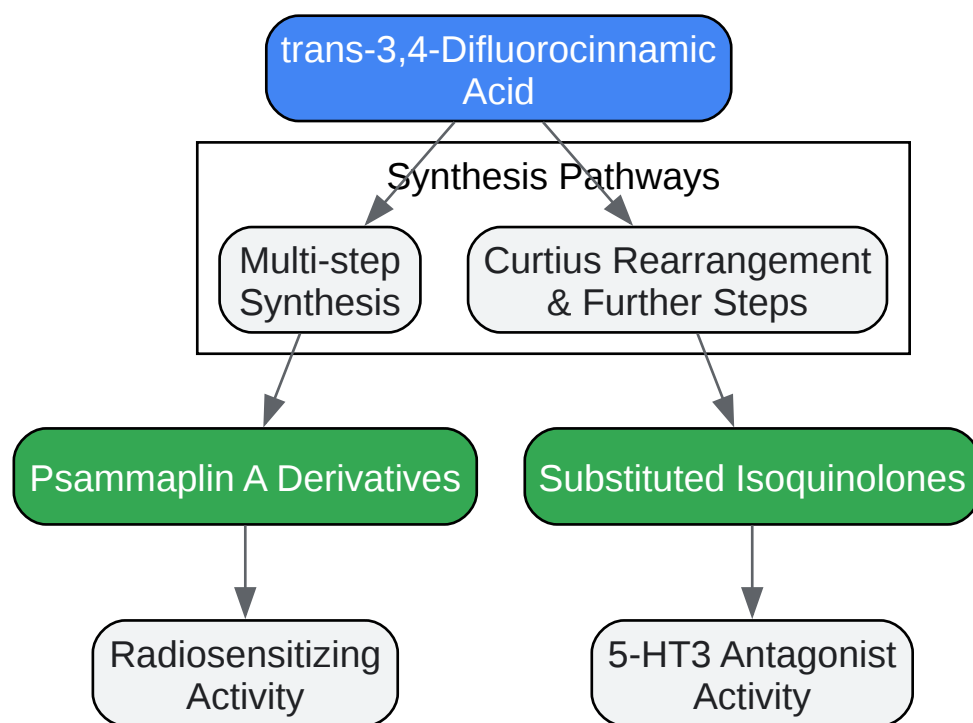 trans-3,4-Difluorocinnamic
Acid
Synthesis Pathways
Multi-step
Synthesis
Curtius Rearrangement
& Further Steps
Psammaplin A Derivatives
Substituted Isoquinolones
Radiosensitizing
Activity
5-HT3 Antagonist
Activity